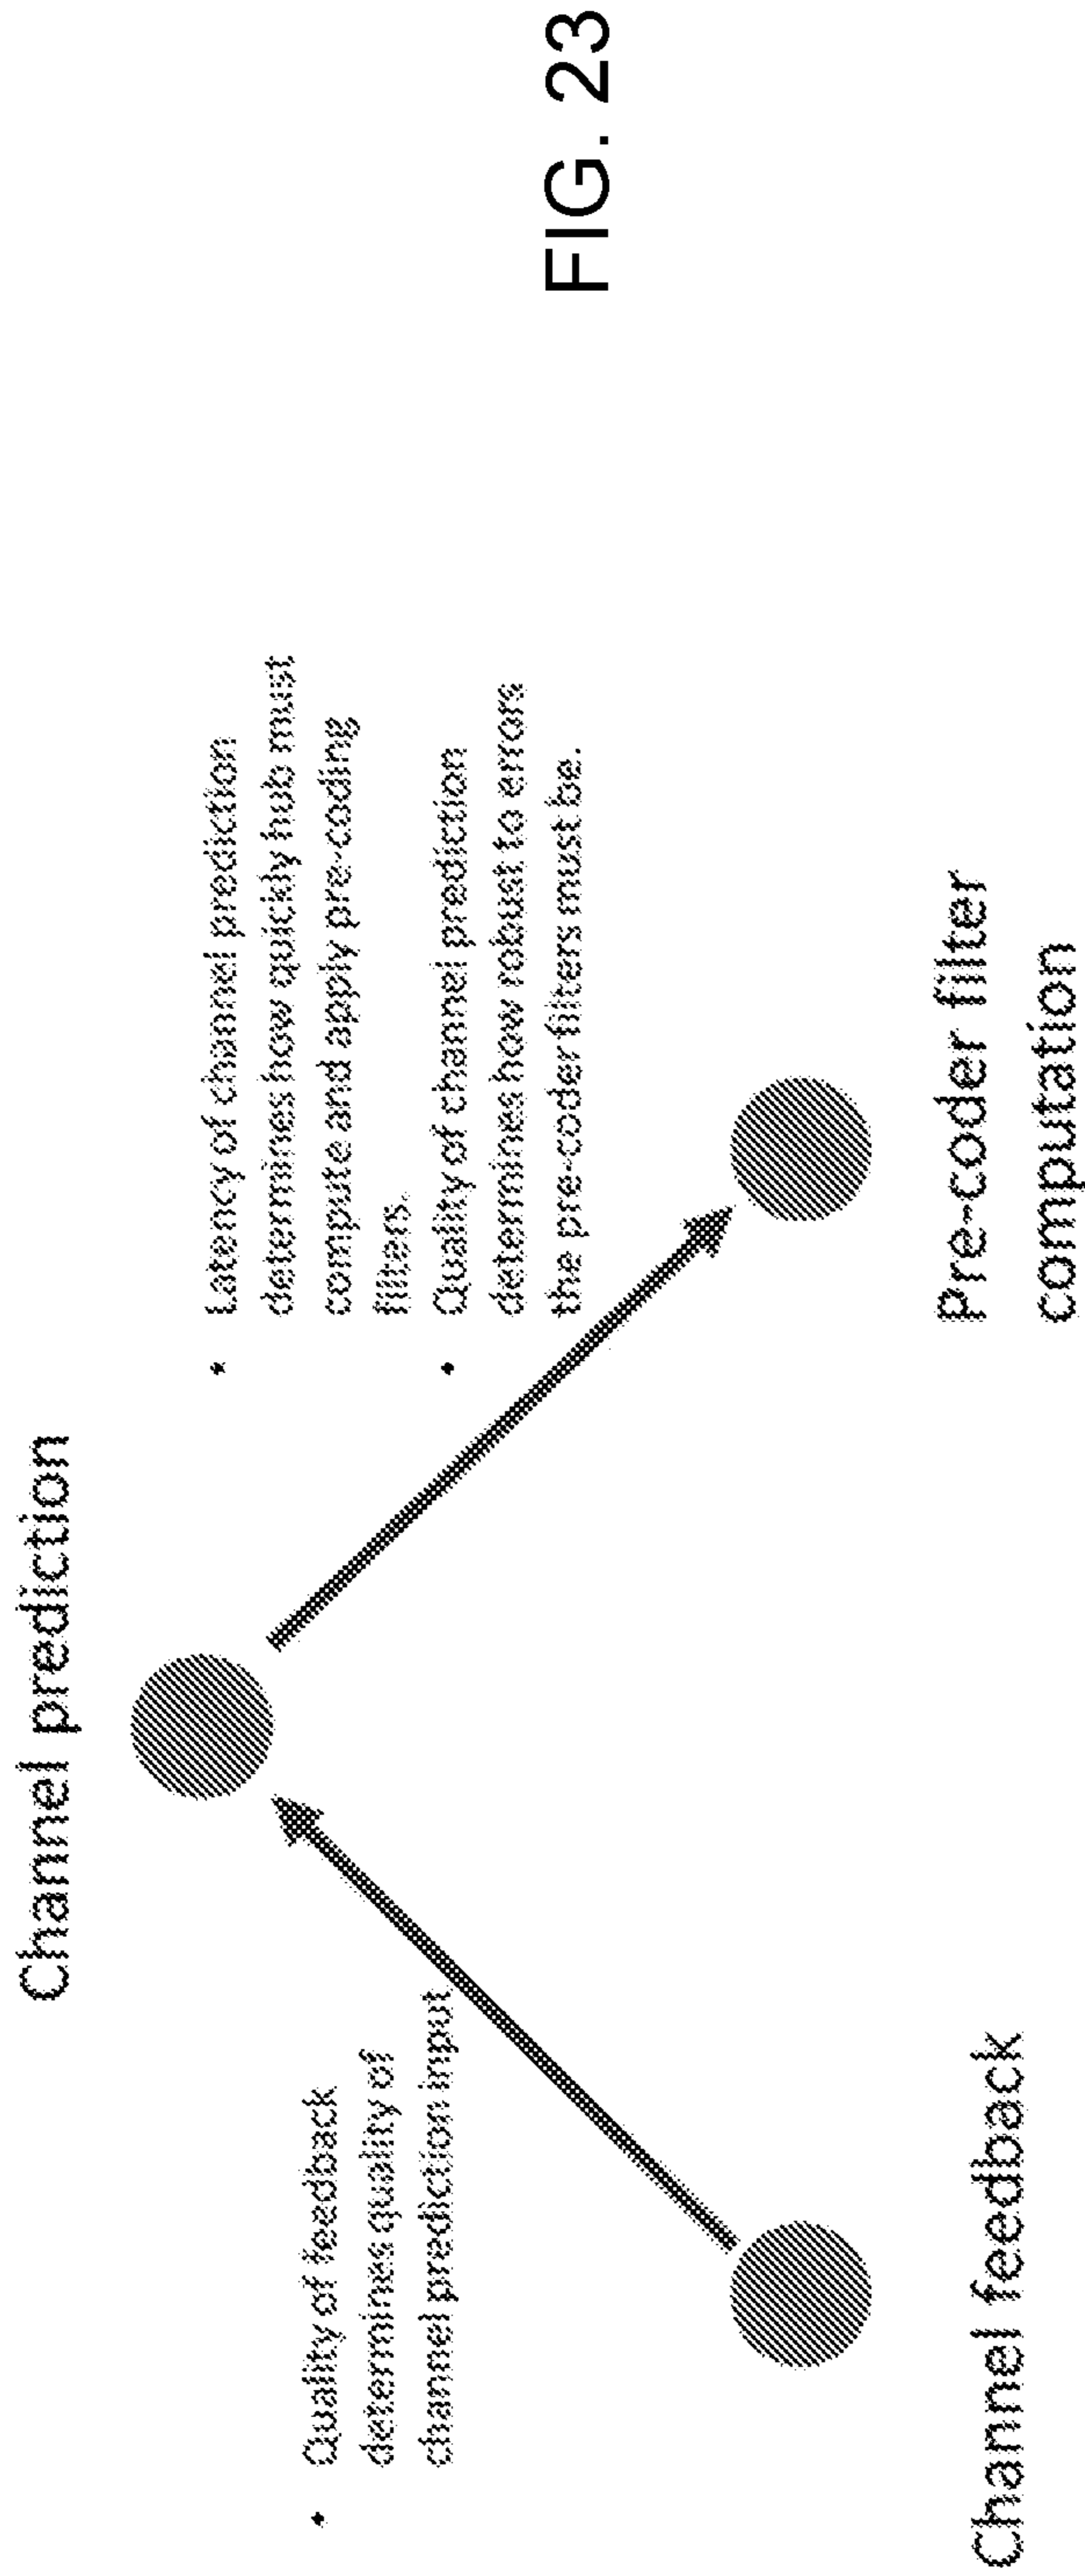 Channel prediction
• Quality of feedback
determines quality of
channel prediction input.
• Latency of channel prediction
determines how quickly hub must
compute and apply pre-coding
filters.
• Quality of channel prediction
determines how robust to errors
the pre-coder filters must be.
Channel feedback
Pre-coder filter
computation
FIG. 23